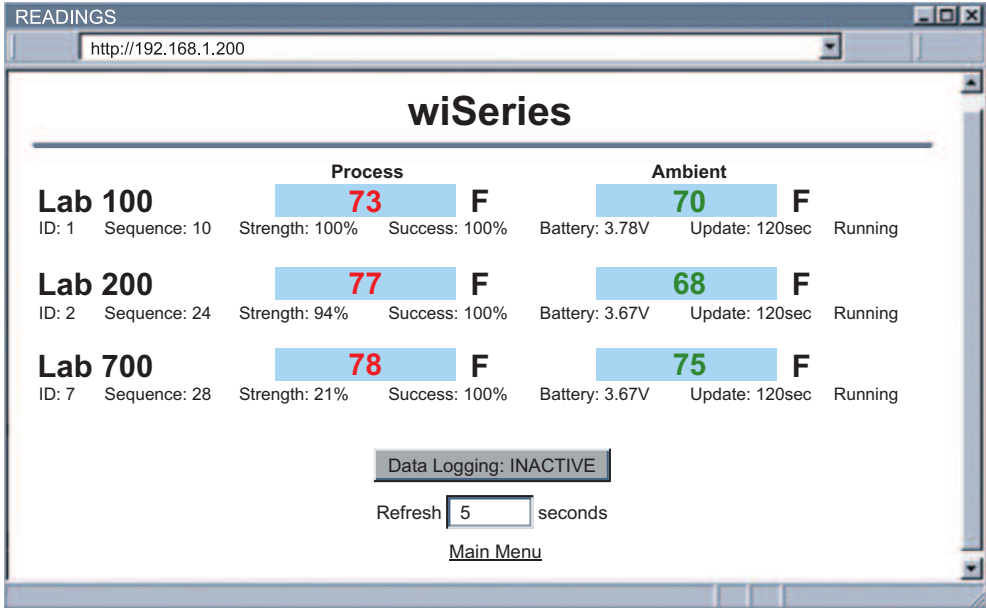 READINGS
http://192.168.1.200
wiSeries
Process Ambient
Lab 100 73 F 70 F
ID: 1 Sequence: 10 Strength: 100% Success: 100% Battery: 3.78V Update: 120sec Running
Lab 200 77 F 68 F
ID: 2 Sequence: 24 Strength: 94% Success: 100% Battery: 3.67V Update: 120sec Running
Lab 700 78 F 75 F
ID: 7 Sequence: 28 Strength: 21% Success: 100% Battery: 3.67V Update: 120sec Running
Data Logging: INACTIVE
Refresh 5 seconds
Main Menu